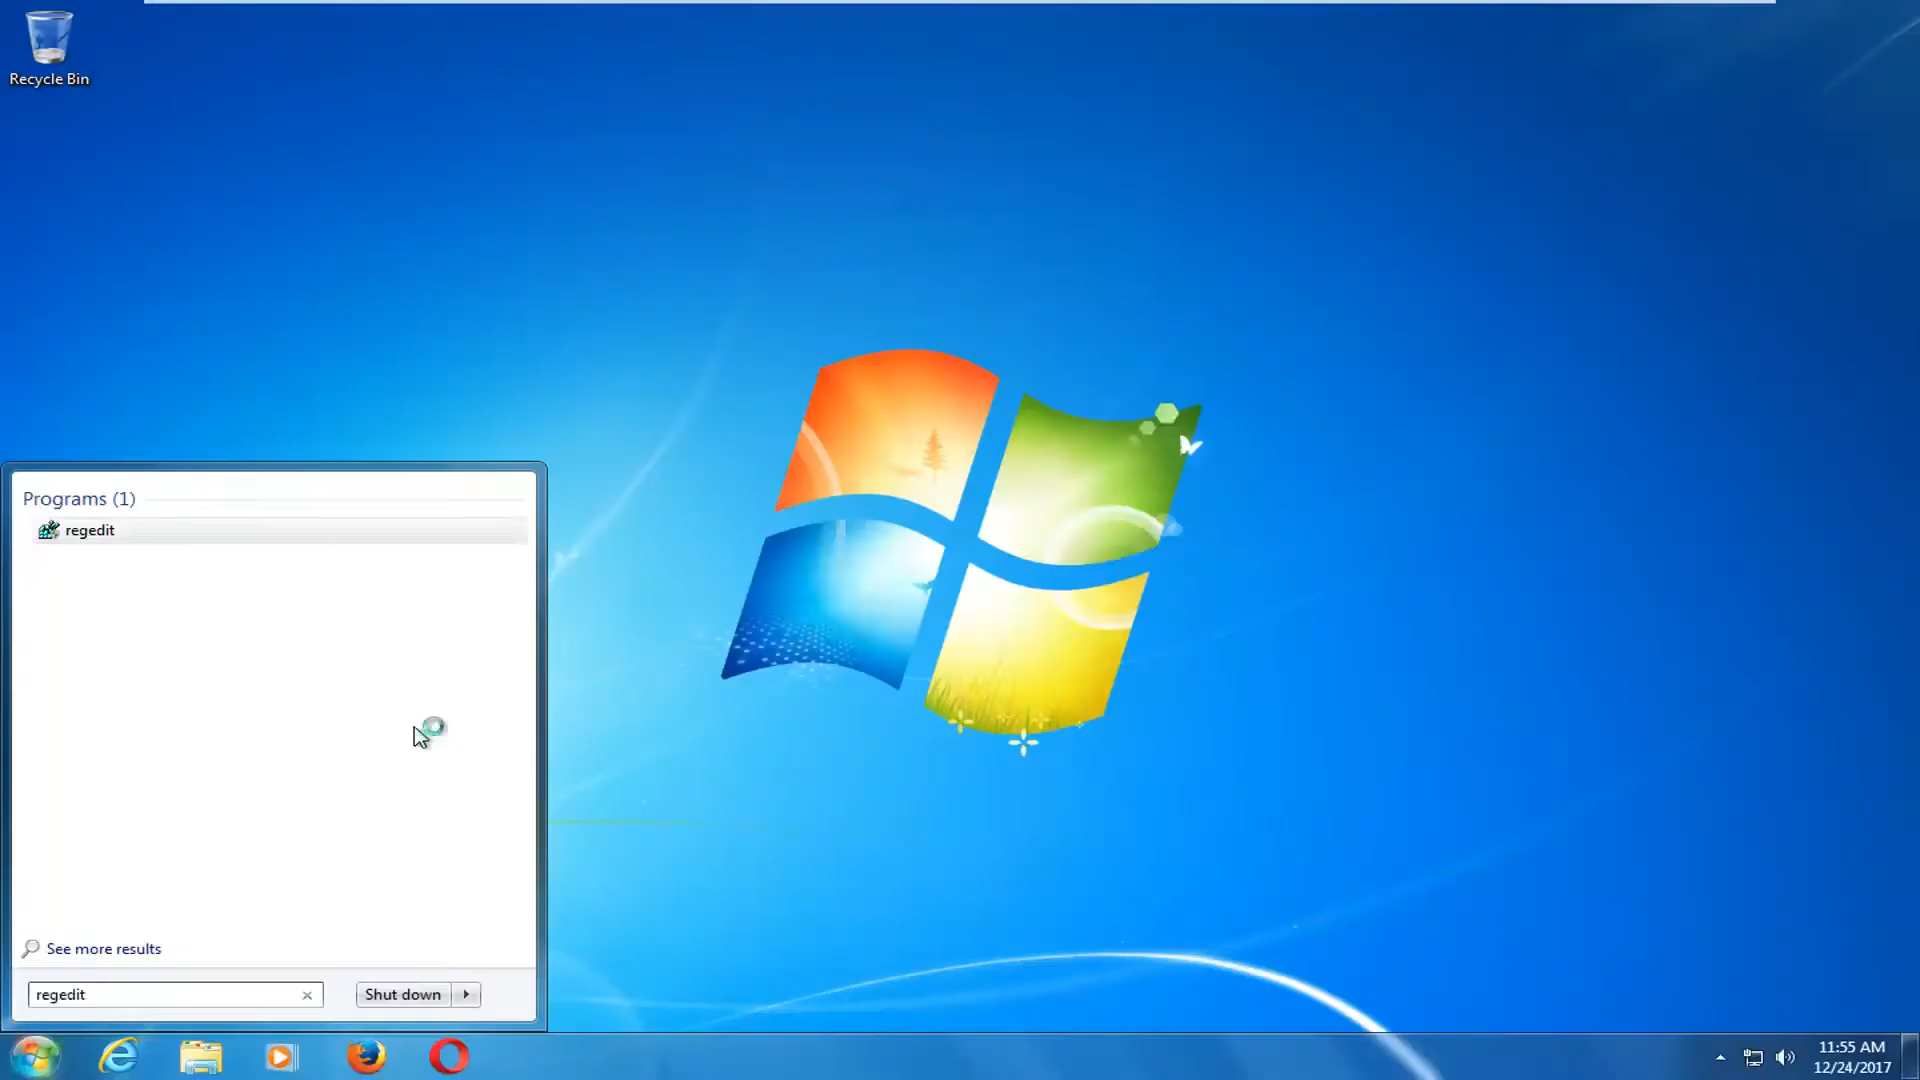 Recycle Bin
Programs (1)
regedit
See more results
regedit
Shut down
11:55 AM
12/24/2017